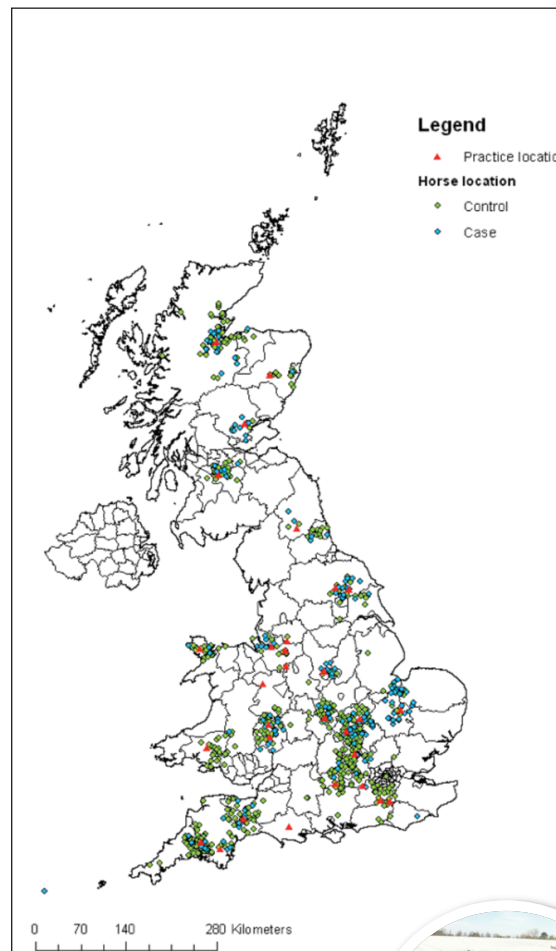 Legend
Practice locatio
Horse location
Control
Case
0 70 140 280 Kilometers